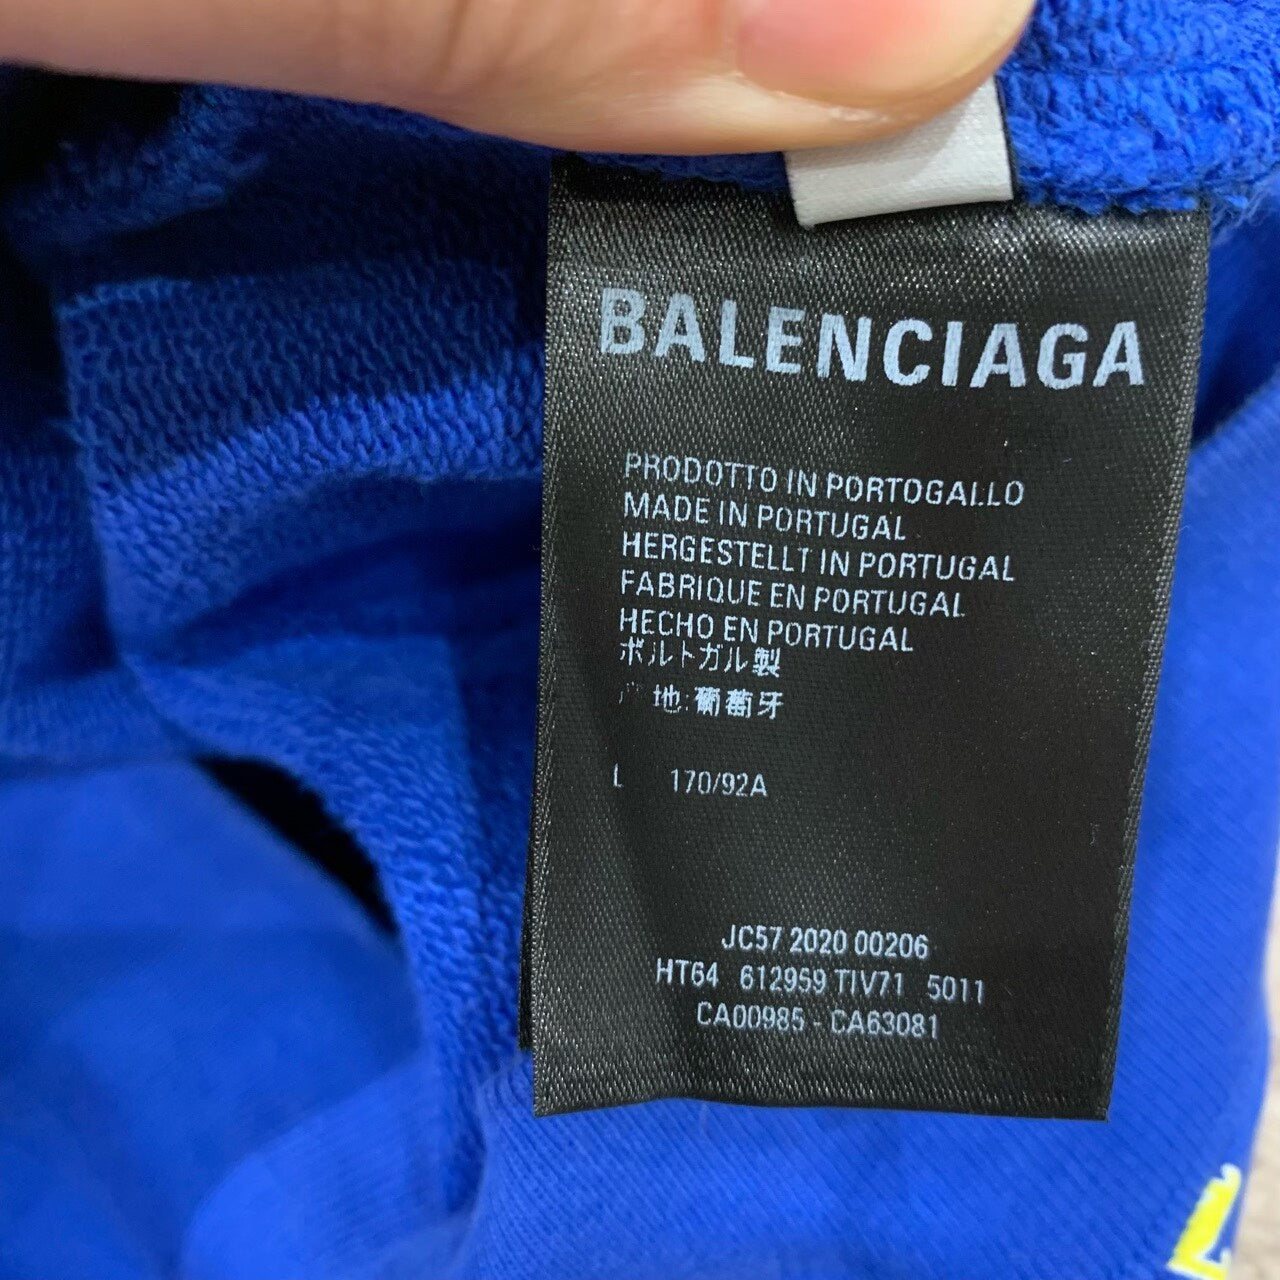 BALENCIAGA
PRODOTTO IN PORTOGALLO
MADE IN PORTUGAL
HERGESTELLT IN PORTUGAL
FABRIQUE EN PORTUGAL
HECHO EN PORTUGAL
ポルトガル製
地:葡萄牙
L 170/92A
JC57 2020 00206
HT64 612959 TIV71 5011
CA00985 - CA63081